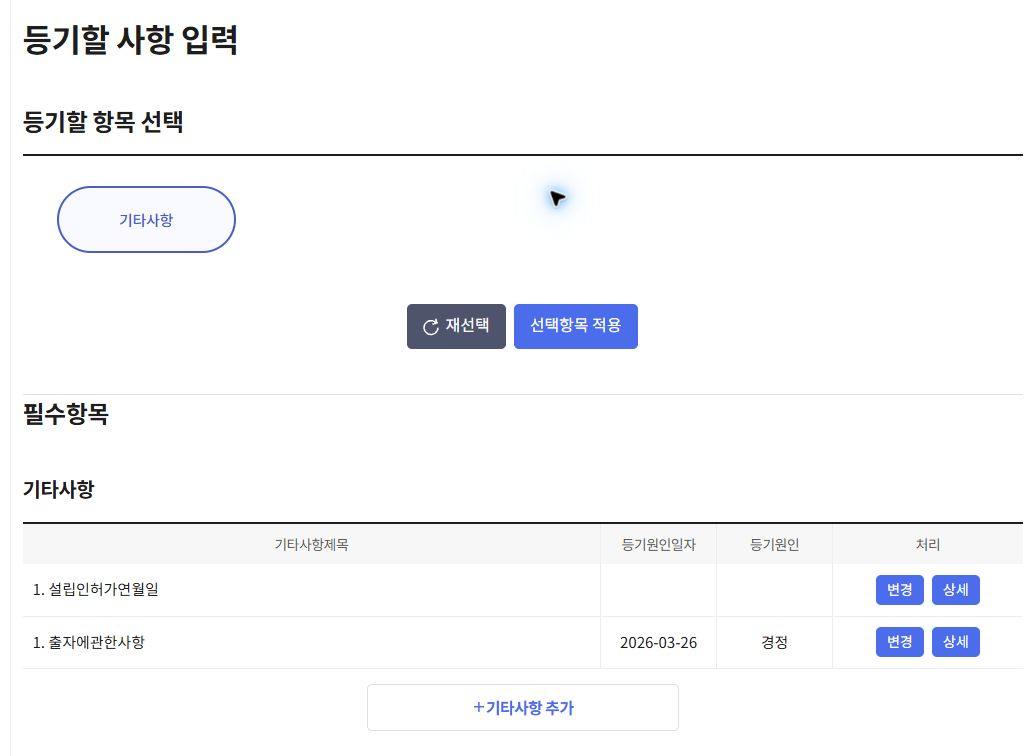 등기할 사항 입력
등기할 항목 선택
기타사항
재선택 선택항목 적용
필수항목
기타사항
기타사항제목 등기원인일자 등기원인 처리
1. 설립인허가연월일 변경 상세
1. 출자에관한사항 2026-03-26 경정 변경 상세
+기타사항 추가